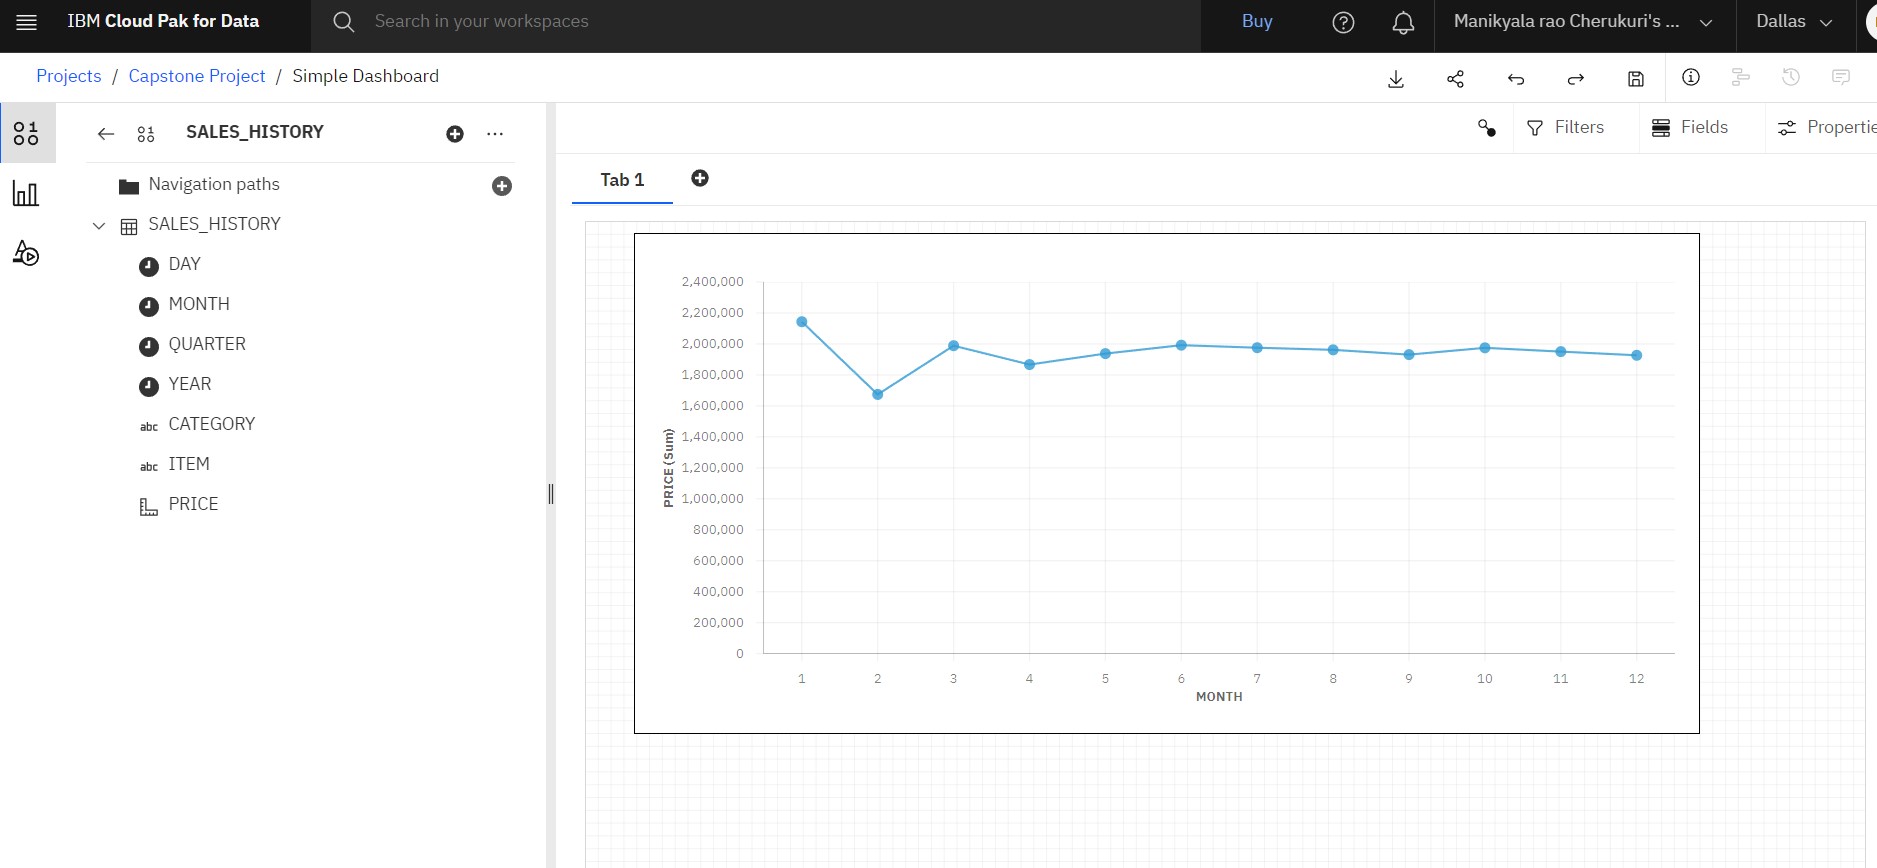 IBM Cloud Pak for Data
Search in your workspaces
Buy
Manikyala rao Cherukuri's ...
Dallas
Projects / Capstone Project / Simple Dashboard
SALES_HISTORY
Filters
Fields
Propertie
Navigation paths
SALES_HISTORY
DAY
MONTH
QUARTER
YEAR
abc CATEGORY
abc ITEM
PRICE
Tab 1
2,400,000
2,200,000
2,000,000
1,800,000
1,600,000
1,400,000
1,200,000
1,000,000
800,000
600,000
400,000
200,000
0
PRICE (Sum)
1 2 3 4 5 6 7 8 9 10 11 12
MONTH